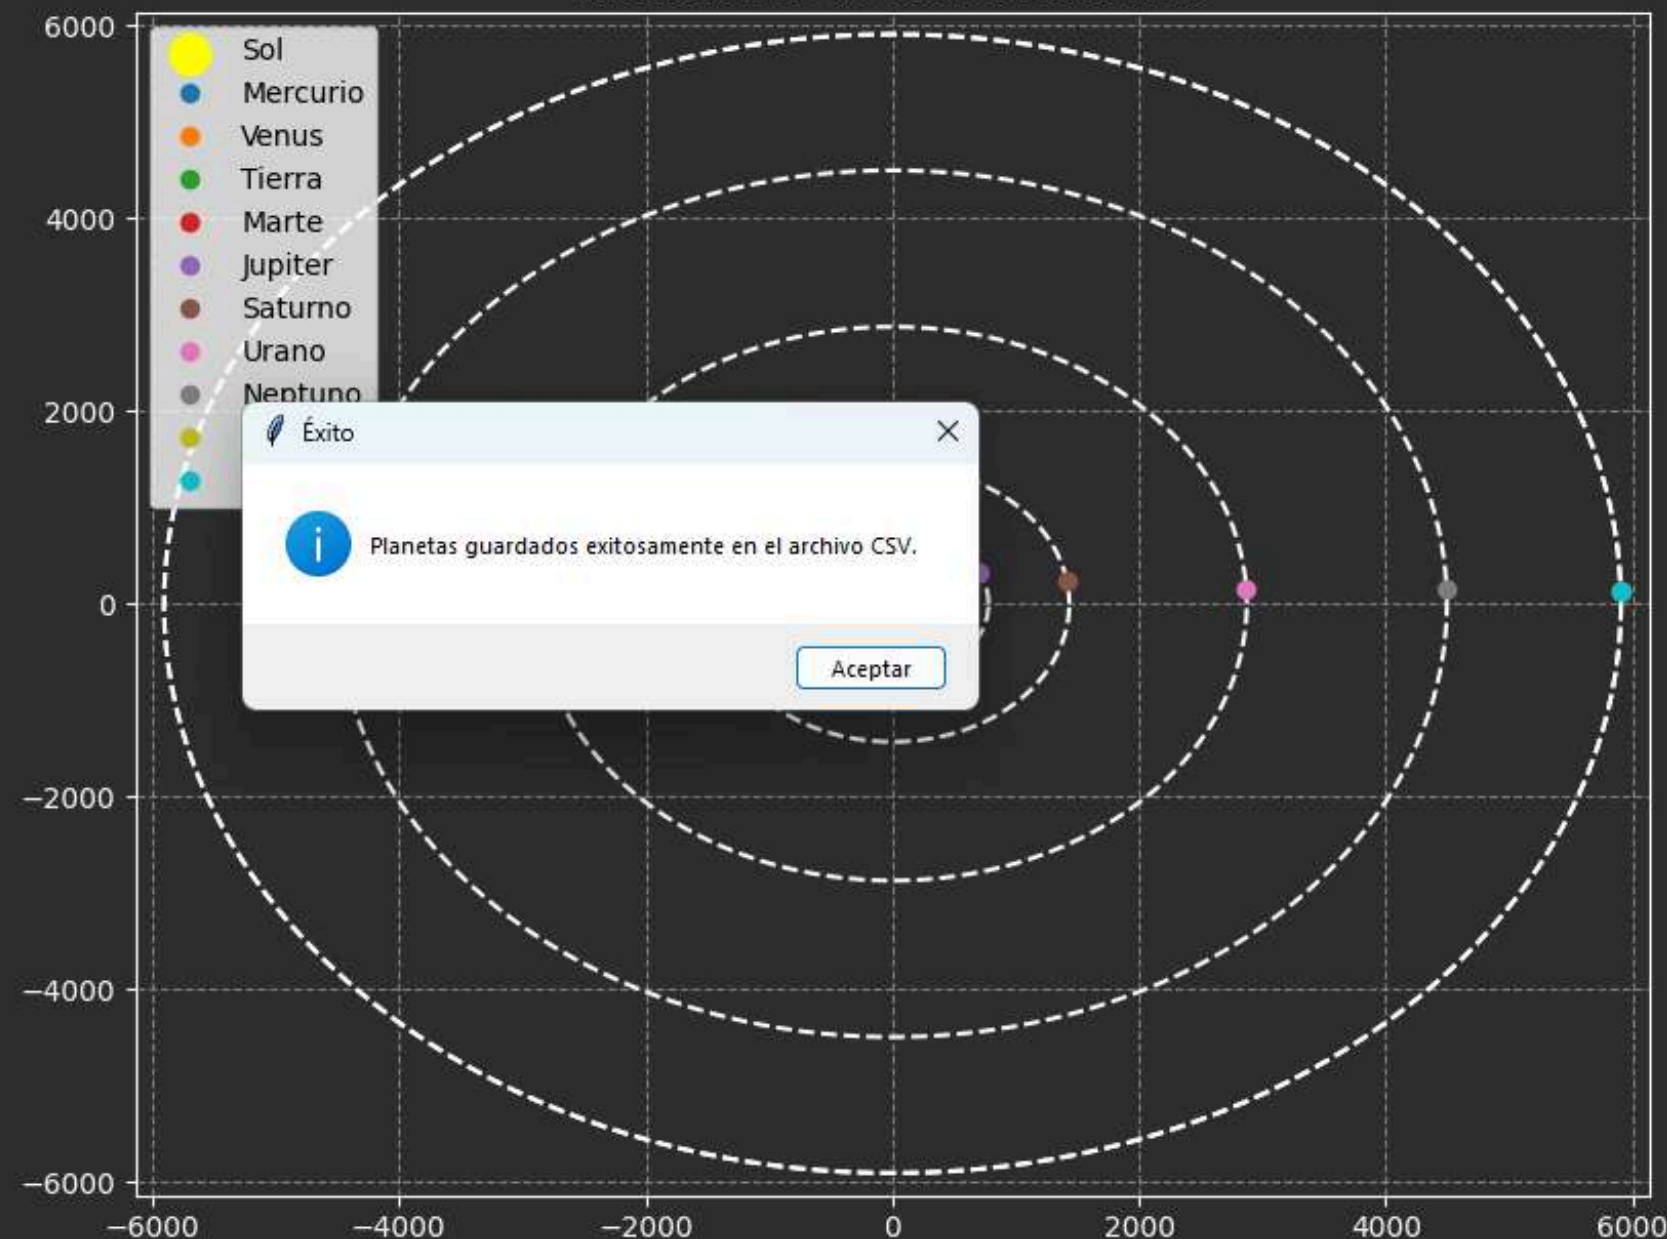 6000
4000
2000
0
−2000
−4000
−6000
Sol
Mercurio
Venus
Tierra
Marte
Jupiter
Saturno
Urano
Neptuno
Éxito
Planetas guardados exitosamente en el archivo CSV.
Aceptar
−6000
−4000
−2000
0
2000
4000
6000